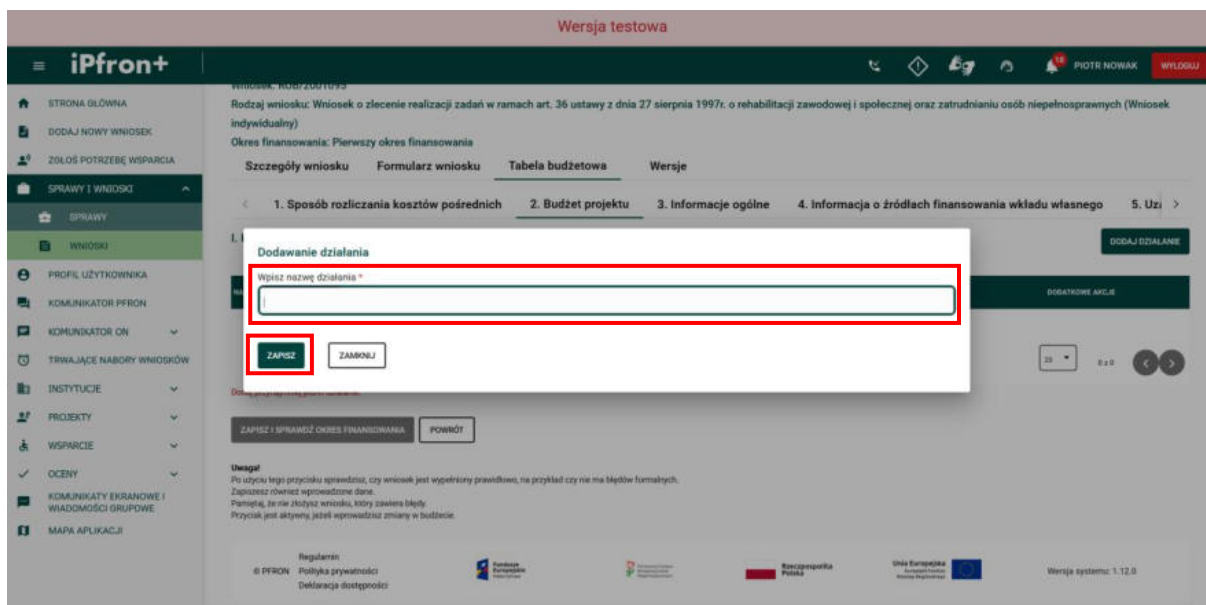 Wersja testowa
iPfron+
18
PIOTR NOWAK
WYLOGUJ
STRONA GŁÓWNA
DODAJ NOWY WNIOSEK
ZGŁOŚ POTRZEBĘ WSPARCIA
SPRAWY I WNIOSKI
SPRAWY
WNIOSKI
PROFIL UŻYTKOWNIKA
KOMUNIKATOR PFRON
KOMUNIKATOR ON
TRWAJĄCE NABORY WNIOSKÓW
INSTYTUCJE
PROJEKTY
WSPARCIE
OCENY
KOMUNIKATY EKRANOWE I
WIADOMOŚCI GRUPOWE
MAPA APLIKACJI
Rodzaj wniosku: Wniosek o zlecenie realizacji zadań w ramach art. 36 ustawy z dnia 27 sierpnia 1997r. o rehabilitacji zawodowej i społecznej oraz zatrudnianiu osób niepełnosprawnych (Wniosek
indywidualny)
Okres finansowania: Pierwszy okres finansowania
Szczegóły wniosku Formularz wniosku Tabela budżetowa Wersje
1. Sposób rozliczania kosztów pośrednich 2. Budżet projektu 3. Informacje ogólne 4. Informacja o źródłach finansowania wkładu własnego
DODAJ DZIAŁANIE
Dodawanie działania
Wpisz nazwę działania *
ZAPISZ ZAMKNIJ
DODATKOWE AKCJE
0 z 0
ZAPISZ I SPRAWDŹ OKRES FINANSOWANIA POWRÓT
Uwaga!
Po użyciu tego przycisku sprawdzisz, czy wniosek jest wypełniony prawidłowo, na przykład czy nie ma błędów formalnych.
Zapiszesz również wprowadzone dane.
Pamiętaj, że nie złożysz wniosku, który zawiera błędy.
Przycisk jest aktywny, jeżeli wprowadzisz zmiany w budżecie.
© PFRON
Regulamin
Polityka prywatności
Deklaracja dostępności
Fundusze
Europejskie
Rzeczpospolita
Polska
Unia Europejska
Wersja systemu: 1.12.0